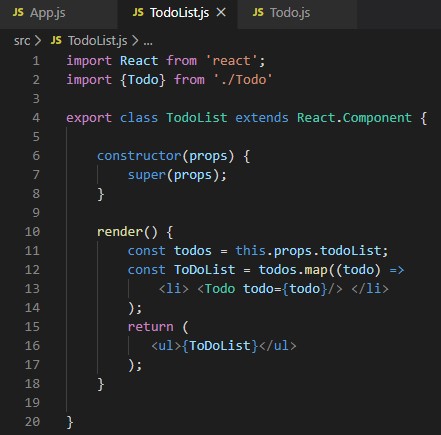 JS App.js JS TodoList.js × JS Todo.js
src > JS TodoList.js > ...
1 import React from 'react';
2 import {Todo} from './Todo'
3
4 export class TodoList extends React.Component {
5
6     constructor(props) {
7         super(props);
8     }
9
10     render() {
11         const todos = this.props.todoList;
12         const ToDoList = todos.map((todo) =>
13             <li> <Todo todo={todo}/> </li>
14         );
15         return (
16            <ul>{ToDoList}</ul>
17         );
18     }
19
20 }